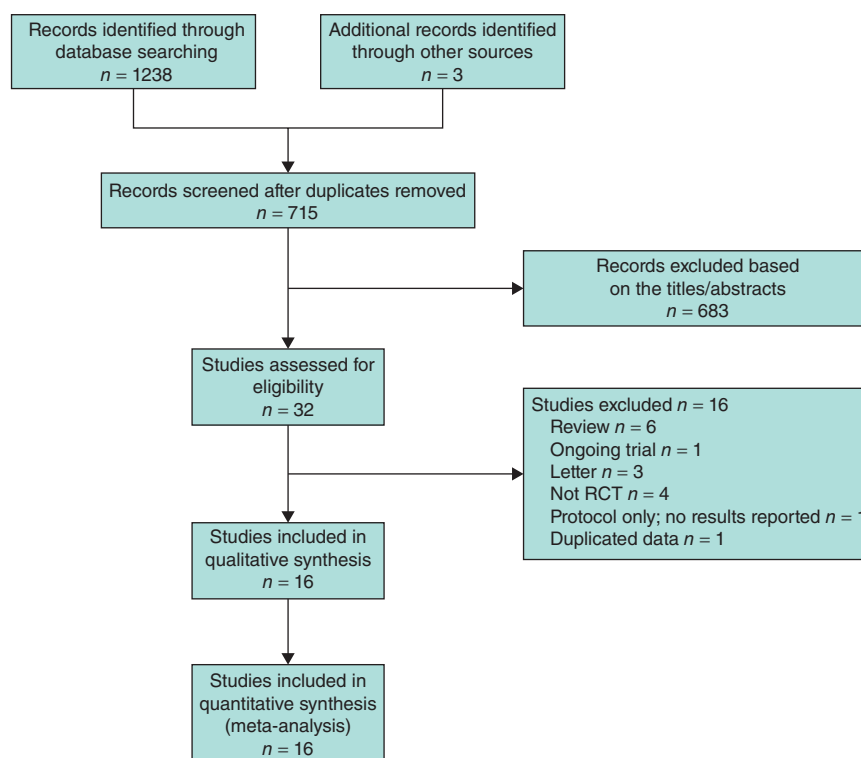 Records identified through
database searching
n = 1238
Additional records identified
through other sources
n = 3
Records screened after duplicates removed
n = 715
Records excluded based
on the titles/abstracts
n = 683
Studies assessed for
eligibility
n = 32
Studies excluded n = 16
Review n = 6
Ongoing trial n = 1
Letter n = 3
Not RCT n = 4
Protocol only; no results reported n =
Duplicated data n = 1
Studies included in
qualitative synthesis
n = 16
Studies included in
quantitative synthesis
(meta-analysis)
n = 16